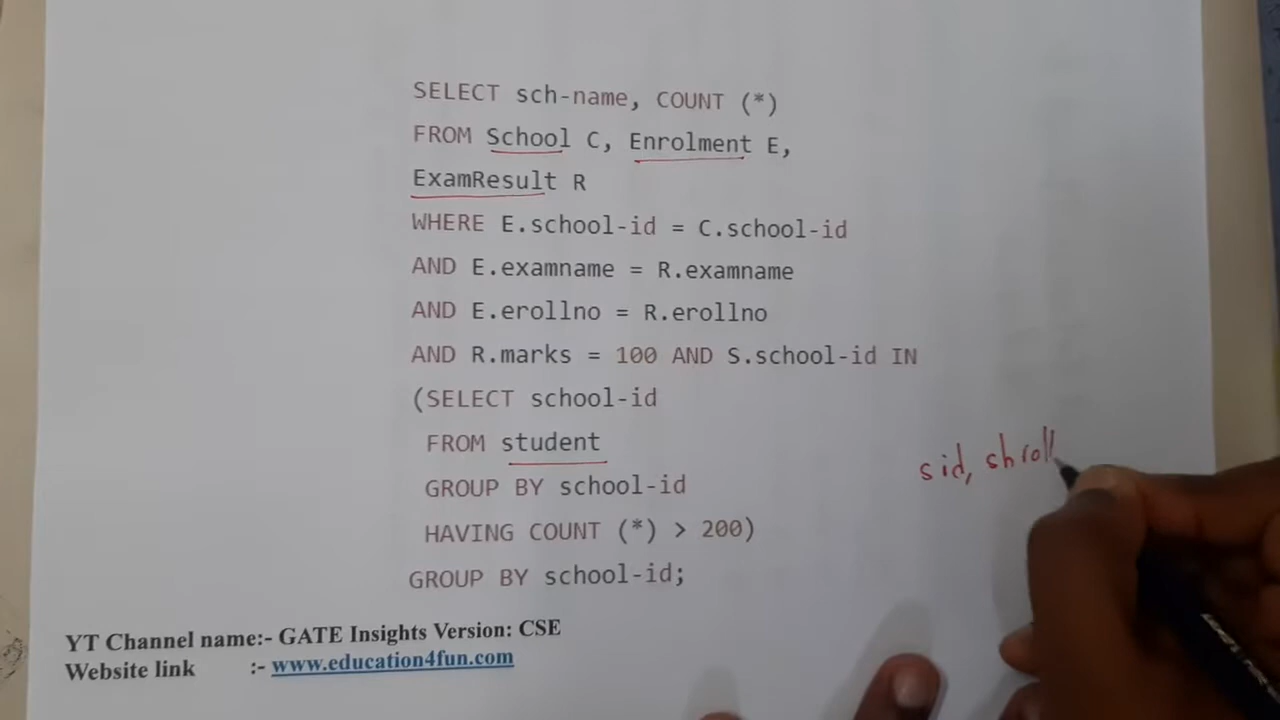 SELECT sch-name, COUNT (*)
FROM School C, Enrolment E,
ExamResult R
WHERE E.school-id = C.school-id
AND E.examname = R.examname
AND E.erollno = R.erollno
AND R.marks = 100 AND S.school-id IN
(SELECT school-id
FROM student
GROUP BY school-id
HAVING COUNT (*) > 200)
GROUP BY school-id;
sid, shroll
YT Channel name:- GATE Insights Version: CSE
Website link :- www.education4fun.com